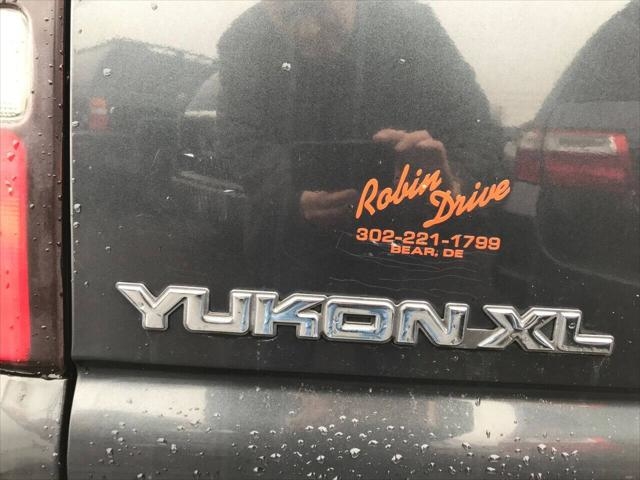 Robin
Drive
302-221-1799
BEAR, DE
YUKON XL